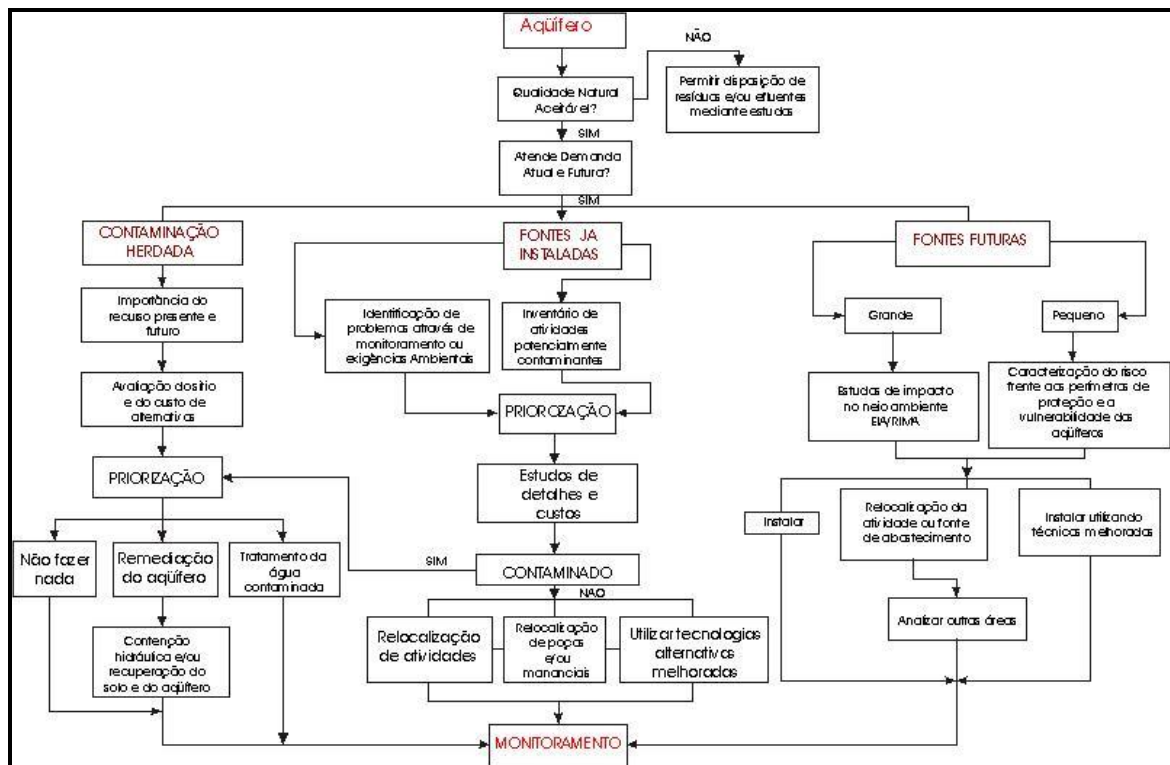 Aqüífero
NÃO
Qualidade Natural
Aceitável?
Permitir disposição de
resíduos e/ou efluentes
mediante estudos
SIM
Atende Demanda
Atual e Futura?
SIM
CONTAMINAÇÃO
HERDADA
FONTES JA
INSTALADAS
FONTES FUTURAS
Importância do
recurso presente e
futuro
Identificação de
problemas através de
monitoramento ou
exigências Ambientais
Inventário de
atividades
potencialmente
contaminantes
Grande
Pequeno
Avaliação do sítio
e do custo de
alternativas
PRIOROZAÇÃO
Estudos de impacto
no neio ambiente
EIA/RIMA
Caracterização do risco
frente aos perímetros de
proteção e a
vulnerabilidade dos
aqüíferos
PRIORIZAÇÃO
Estudos de
detalhes e
custos
Instalar
Relocalização da
atividade ou fonte
de abastecimento
Instalar utilizando
técnicas melhoradas
Não fazer
nada
Remediação
do aqüífero
Tratamento da
água
contaminada
SIM
CONTAMINADO
NÃO
Analizar outras áreas
Contenção
hidráulica e/ou
recuperação do
solo e do aqüífero
Relocalização
de atividades
Relocalização
de poços
e/ou
mananciais
Utilizar tecnologias
alternativas
melhoradas
MONITORAMENTO